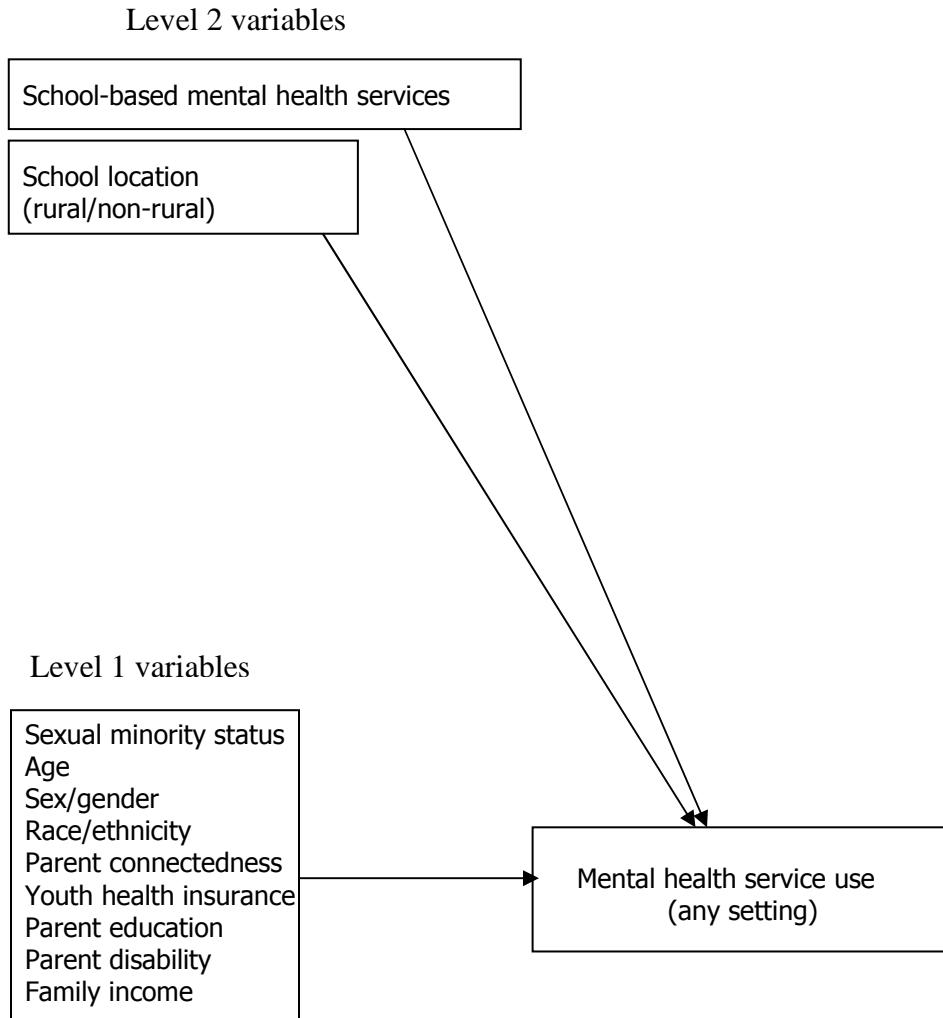 Level 2 variables
School-based mental health services
School location
(rural/non-rural)
Level 1 variables
Sexual minority status
Age
Sex/gender
Race/ethnicity
Parent connectedness
Youth health insurance
Parent education
Parent disability
Family income
Mental health service use
(any setting)